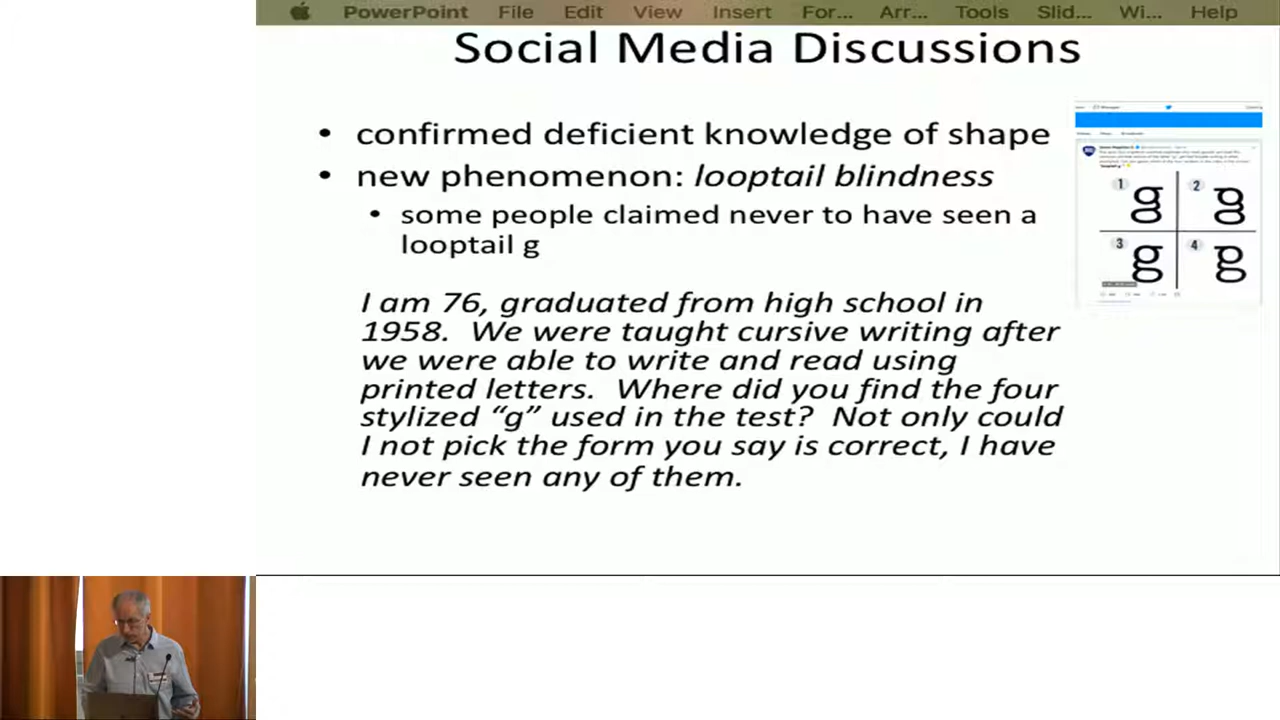 PowerPoint File Edit View Insert For... Arr... Tools Slid... Wi... Help
Social Media Discussions
• confirmed deficient knowledge of shape
• new phenomenon: looptail blindness
• some people claimed never to have seen a
looptail g
I am 76, graduated from high school in
1958. We were taught cursive writing after
we were able to write and read using
printed letters. Where did you find the four
stylized “g” used in the test? Not only could
I not pick the form you say is correct, I have
never seen any of them.
1 g 2
3 4